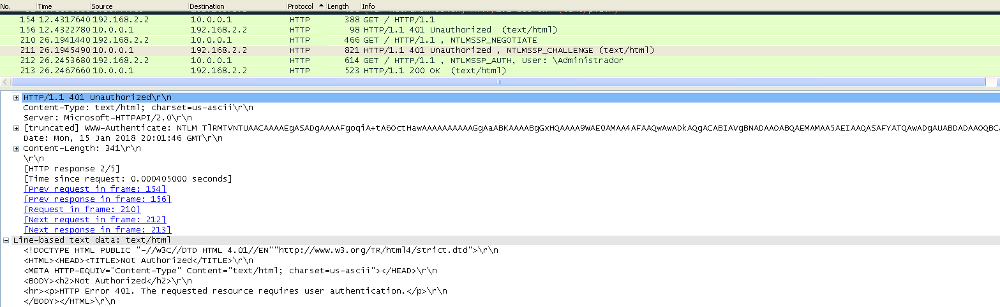 No. Time Source Destination Protocol Length Info
154 12.4317640 192.168.2.2 10.0.0.1 HTTP 388 GET / HTTP/1.1
156 12.4322780 10.0.0.1 192.168.2.2 HTTP 98 HTTP/1.1 401 Unauthorized (text/html)
210 26.1941440 192.168.2.2 10.0.0.1 HTTP 466 GET / HTTP/1.1 , NTLMSSP_NEGOTIATE
211 26.1945490 10.0.0.1 192.168.2.2 HTTP 821 HTTP/1.1 401 Unauthorized , NTLMSSP_CHALLENGE (text/html)
212 26.2453680 192.168.2.2 10.0.0.1 HTTP 614 GET / HTTP/1.1 , NTLMSSP_AUTH, User: \Administrador
213 26.2467660 10.0.0.1 192.168.2.2 HTTP 523 HTTP/1.1 200 OK (text/html)
HTTP/1.1 401 Unauthorized\r\n
Content-Type: text/html; charset=us-ascii\r\n
Server: Microsoft-HTTPAPI/2.0\r\n
[truncated] WWW-Authenticate: NTLM
Date: Mon, 15 Jan 2018 20:01:46 GMT\r\n
Content-Length: 341\r\n
\r\n
[HTTP response 2/5]
[Time since request: 0.000405000 seconds]
[Prev request in frame: 154]
[Prev response in frame: 156]
[Request in frame: 210]
[Next request in frame: 212]
[Next response in frame: 213]
Line-based text data: text/html
<!DOCTYPE HTML PUBLIC "-//W3C//DTD HTML 4.01//EN""http://www.w3.org/TR/html4/strict.dtd">\r\n
<HTML><HEAD><TITLE>Not Authorized</TITLE>\r\n
<META HTTP-EQUIV="Content-Type" Content="text/html; charset=us-ascii"></HEAD>\r\n
<BODY><h2>Not Authorized</h2>\r\n
<hr><p>HTTP Error 401. The requested resource requires user authentication.</p>\r\n
</BODY></HTML>\r\n